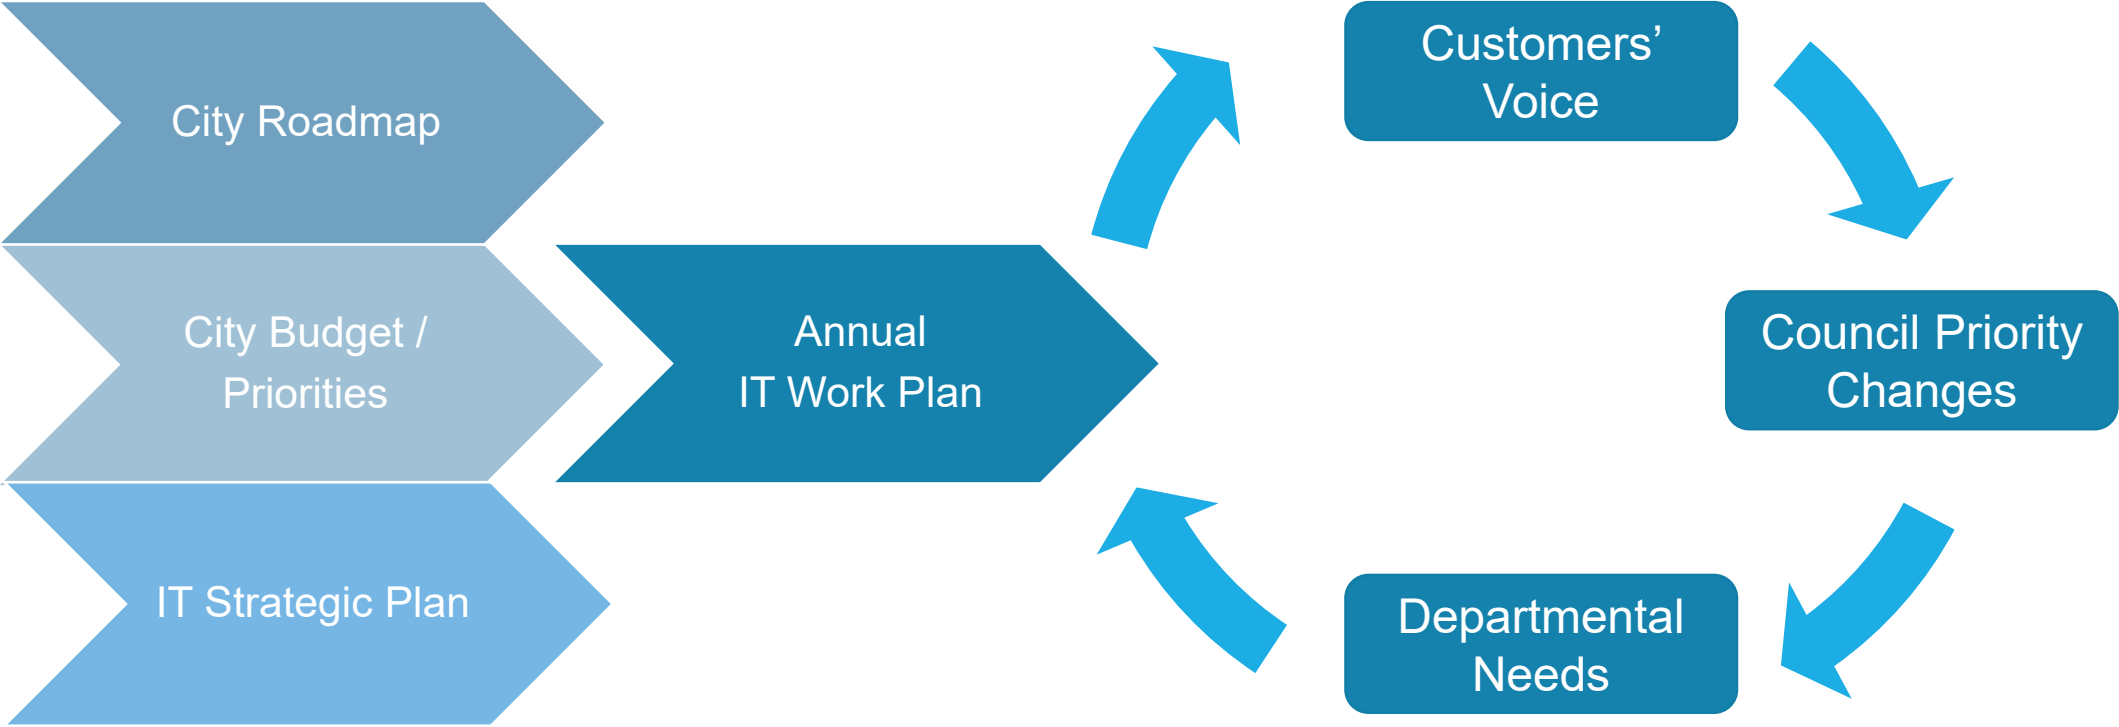 City Roadmap
City Budget /
Priorities
IT Strategic Plan
Annual
IT Work Plan
Customers’
Voice
Council Priority
Changes
Departmental
Needs